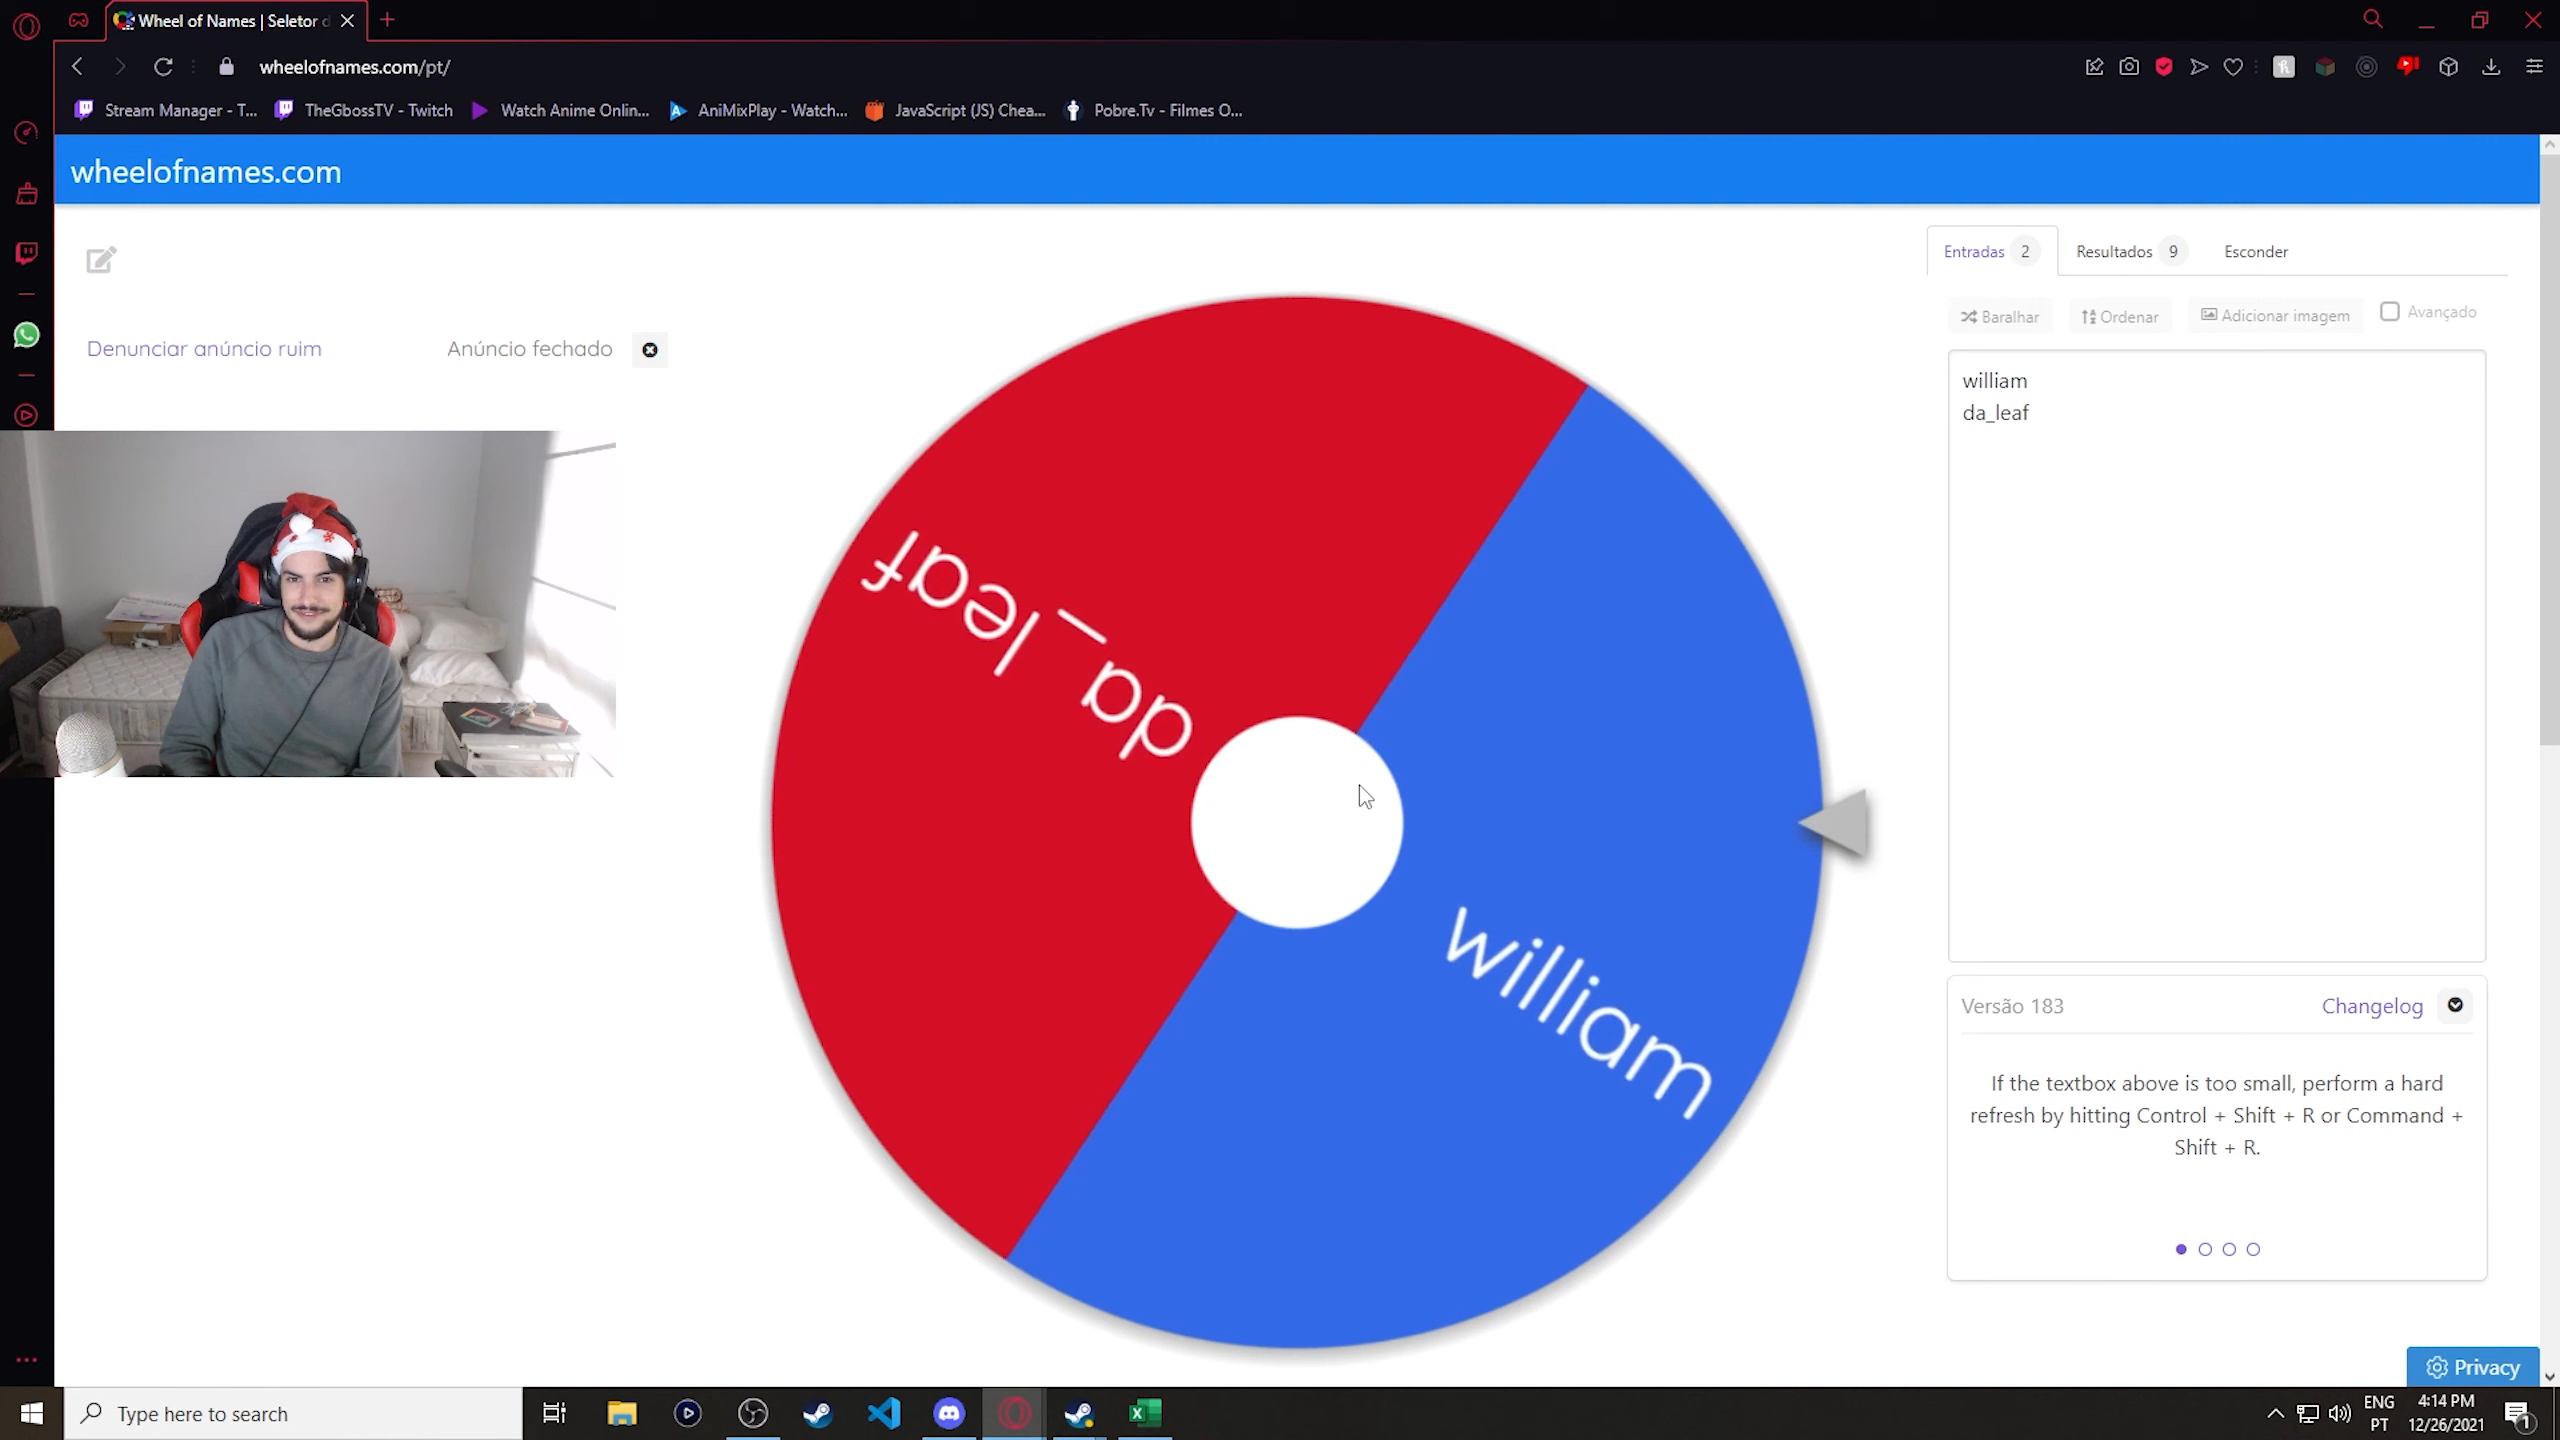 Wheel of Names | Seletor d
wheelofnames.com/pt/
Stream Manager - T...
TheGbossTV - Twitch
Watch Anime Onlin...
AniMixPlay - Watch...
JavaScript (JS) Chea...
Pobre.Tv - Filmes O...
wheelofnames.com
Entradas 2
Resultados 9
Esconder
Baralhar
Ordenar
Adicionar imagem
Avançado
Denunciar anúncio ruim
Anúncio fechado
william
da_leaf
da_leaf
william
Versão 183
Changelog
If the textbox above is too small, perform a hard
refresh by hitting Control + Shift + R or Command +
Shift + R.
Privacy
Type here to search
ENG
PT
4:14 PM
12/26/2021
1